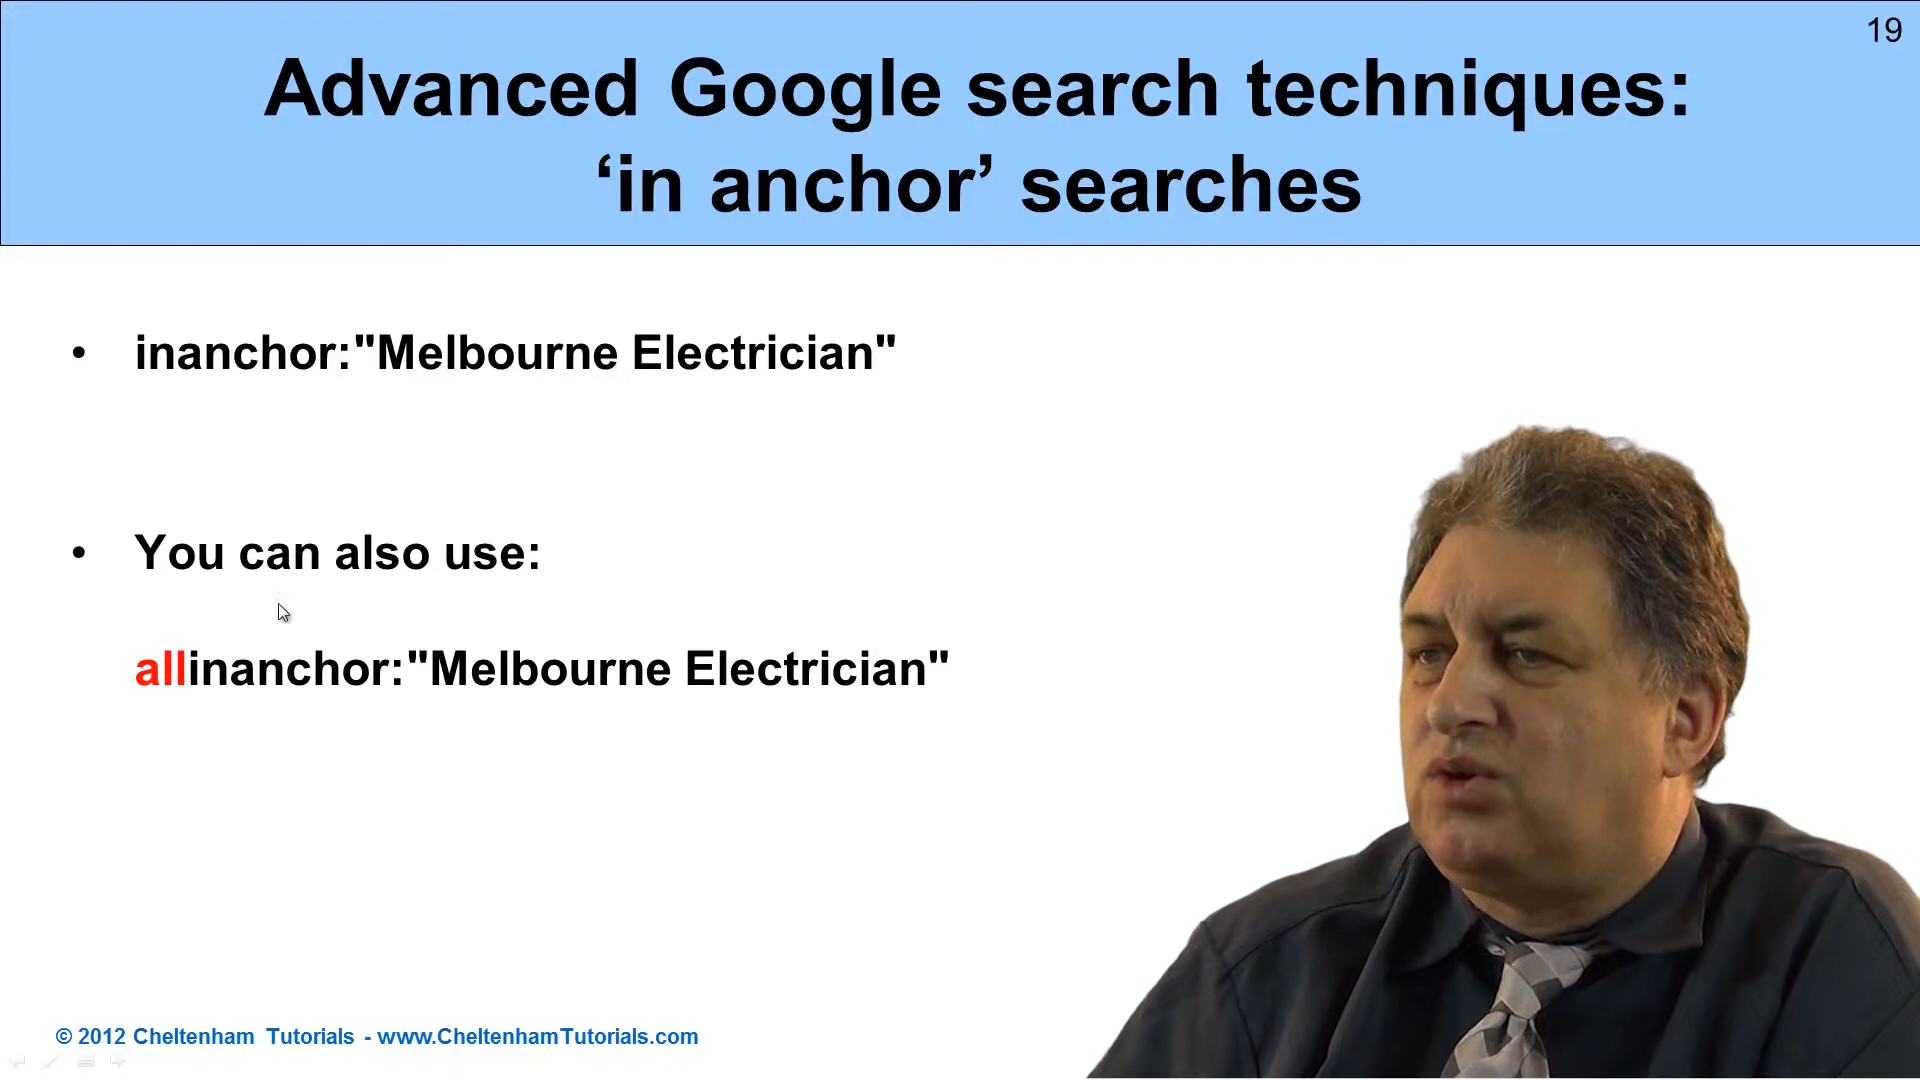 19
Advanced Google search techniques:
‘in anchor’ searches
• inanchor:"Melbourne Electrician"
• You can also use:
allinanchor:"Melbourne Electrician"
© 2012 Cheltenham Tutorials - www.CheltenhamTutorials.com